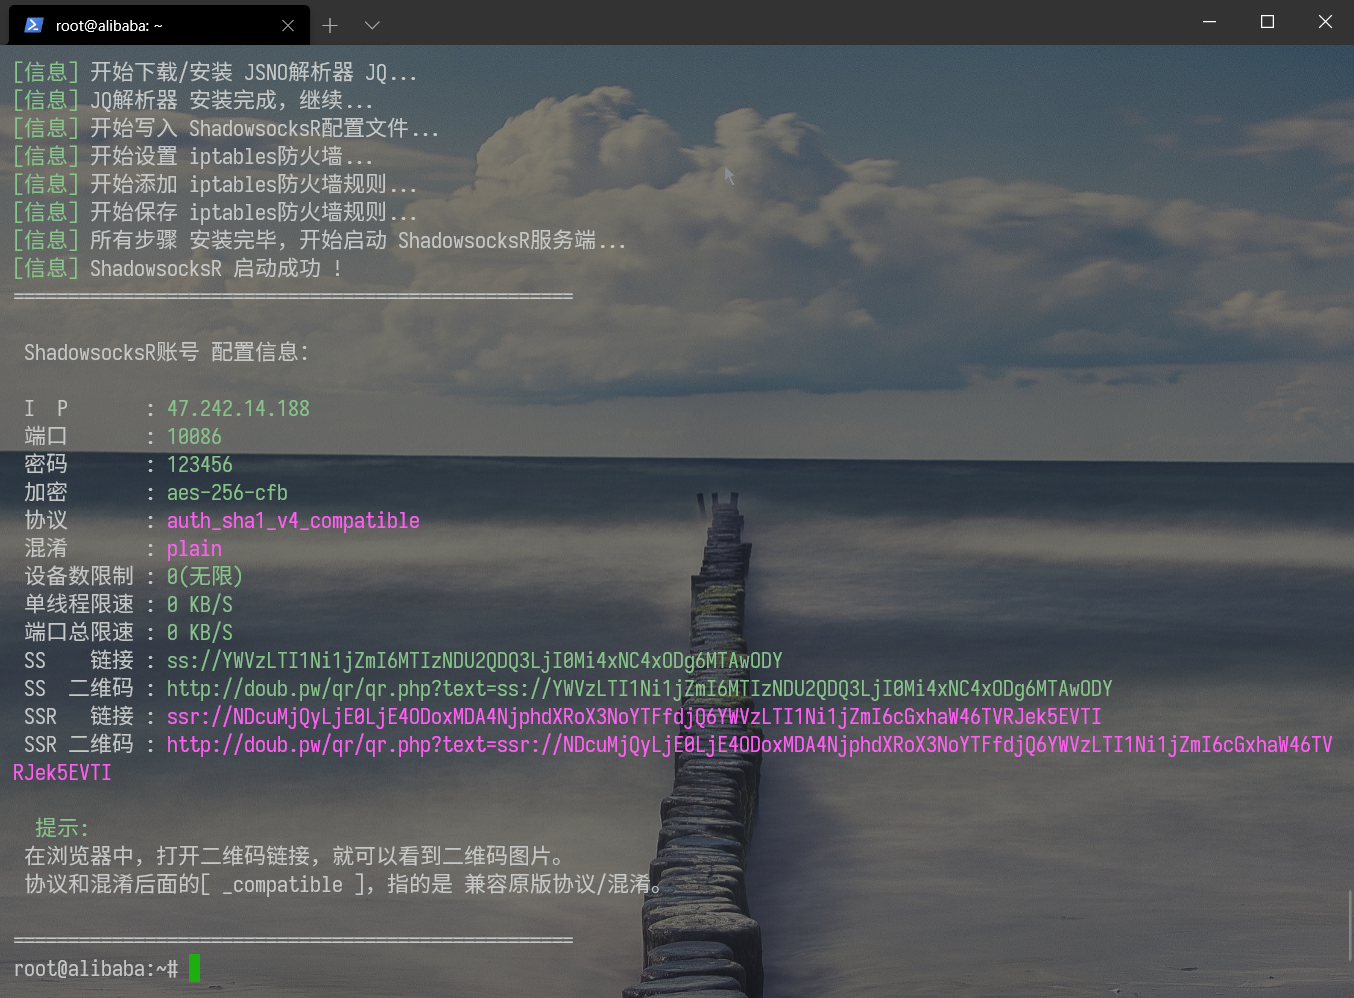 root@alibaba: ~
[信息] 开始下载/安装 JSNO解析器 JQ...
[信息] JQ解析器 安装完成，继续...
[信息] 开始写入 ShadowsocksR配置文件...
[信息] 开始设置 iptables防火墙...
[信息] 开始添加 iptables防火墙规则...
[信息] 开始保存 iptables防火墙规则...
[信息] 所有步骤 安装完毕，开始启动 ShadowsocksR服务端...
[信息] ShadowsocksR 启动成功 !
===================================================
ShadowsocksR账号 配置信息：
I  P       : 47.242.14.188
端口       : 10086
密码       : 123456
加密       : aes-256-cfb
协议       : auth_sha1_v4_compatible
混淆       : plain
设备数限制 : 0(无限)
单线程限速 : 0 KB/S
端口总限速 : 0 KB/S
SS    链接 : ss://YWVzLTI1Ni1jZmI6MTIzNDU2QDQ3LjI0Mi4xNC4xODg6MTAwODY
SS  二维码 : http://doub.pw/qr/qr.php?text=ss://YWVzLTI1Ni1jZmI6MTIzNDU2QDQ3LjI0Mi4xNC4xODg6MTAwODY
SSR   链接 : ssr://NDcuMjQyLjE0LjE4ODoxMDA4NjphdXRoX3NoYTFfdjQ6YWVzLTI1Ni1jZmI6cGxhaW46TVRJek5EVTI
SSR 二维码 : http://doub.pw/qr/qr.php?text=ssr://NDcuMjQyLjE0LjE4ODoxMDA4NjphdXRoX3NoYTFfdjQ6YWVzLTI1Ni1jZmI6cGxhaW46TV
RJek5EVTI
提示：
在浏览器中，打开二维码链接，就可以看到二维码图片。
协议和混淆后面的[ _compatible ]，指的是 兼容原版协议/混淆。
===================================================
root@alibaba:~#